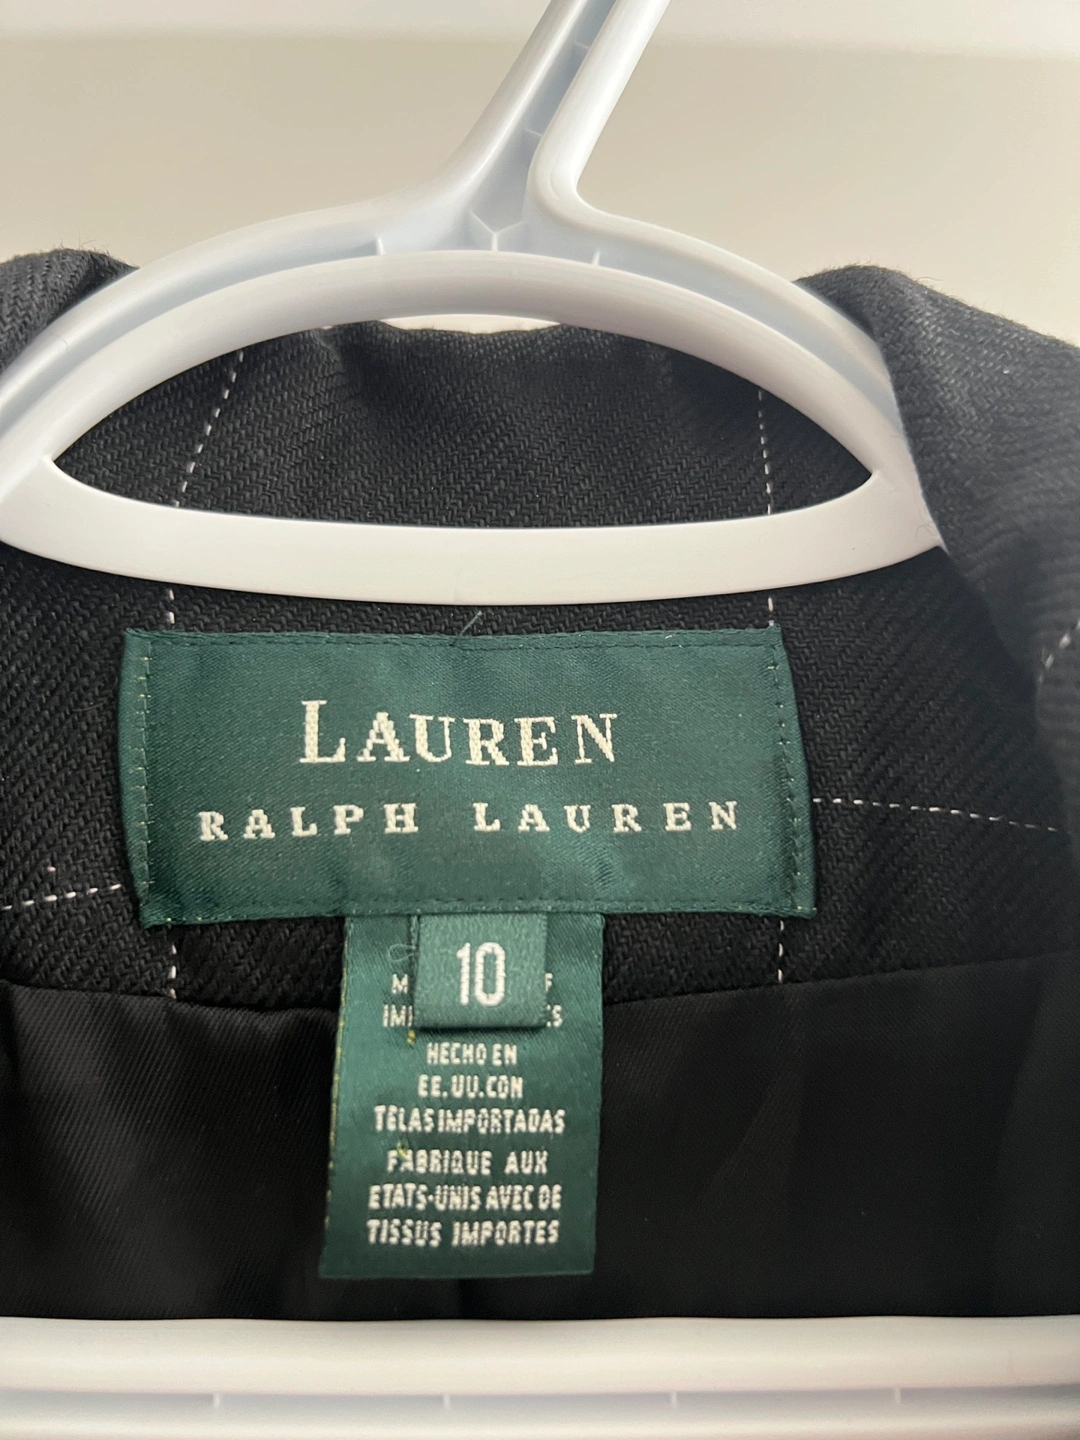 LAUREN
RALPH LAUREN
10
HECHO EN
EE.UU.CON
TELAS IMPORTADAS
FABRIQUE AUX
ETATS-UNIS AVEC DE
TISSUS IMPORTES